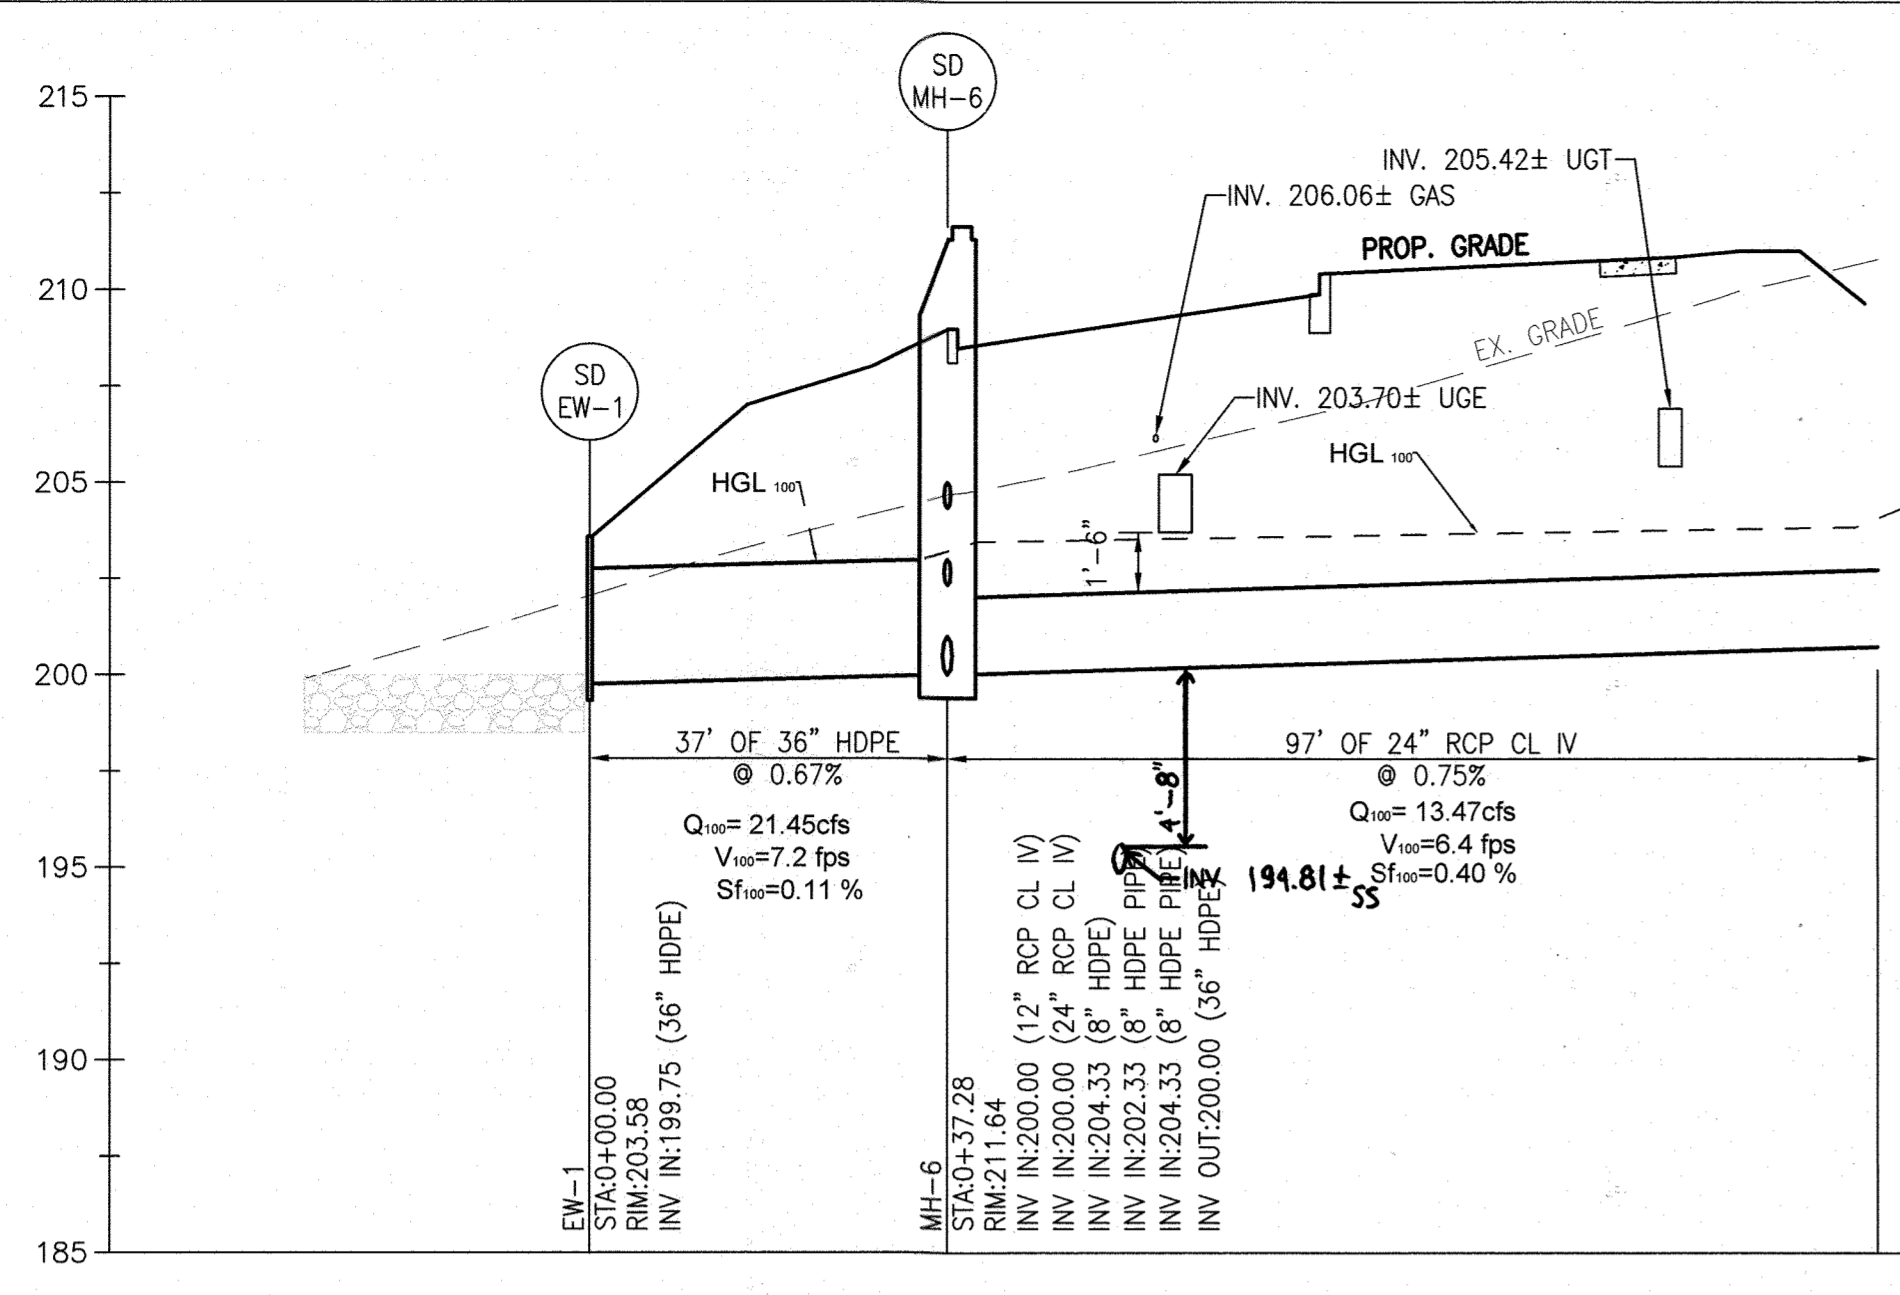 SD
MH-6
215
INV. 205.42± UGT
INV. 206.06± GAS
PROP. GRADE
210
EX. GRADE
SD
EW-1
INV. 203.70± UGE
HGL 100
HGL 100
205
1'-6"
200
37' OF 36" HDPE
@ 0.67%
Q100= 21.45cfs
V100=7.2 fps
Sf100=0.11 %
97' OF 24" RCP CL IV
@ 0.75%
Q100= 13.47cfs
V100=6.4 fps
Sf100=0.40 %
4'-8"
INV 194.81± SS
195
190
185
EW-1
STA:0+00.00
RIM:203.58
INV IN:199.75 (36" HDPE)
MH-6
STA:0+37.28
RIM:211.64
INV IN:200.00 (12" RCP CL IV)
INV IN:200.00 (24" RCP CL IV)
INV IN:204.33 (8" HDPE)
INV IN:202.33 (8" HDPE PIPE)
INV IN:204.33 (8" HDPE PIPE)
INV OUT:200.00 (36" HDPE)